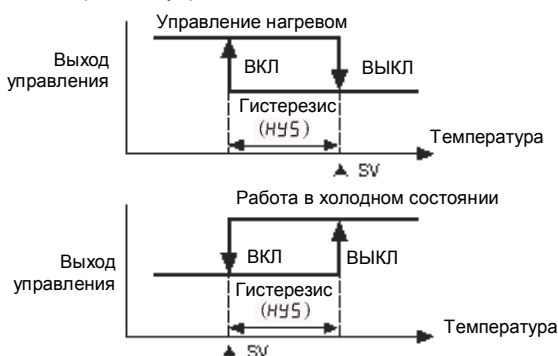 Управление нагревом
Выход
управления
ВКЛ
ВЫКЛ
Гистерезис
(HYS)
Температура
▲ SV
Работа в холодном состоянии
Выход
управления
ВКЛ
ВЫКЛ
Гистерезис
(HYS)
Температура
▲ SV